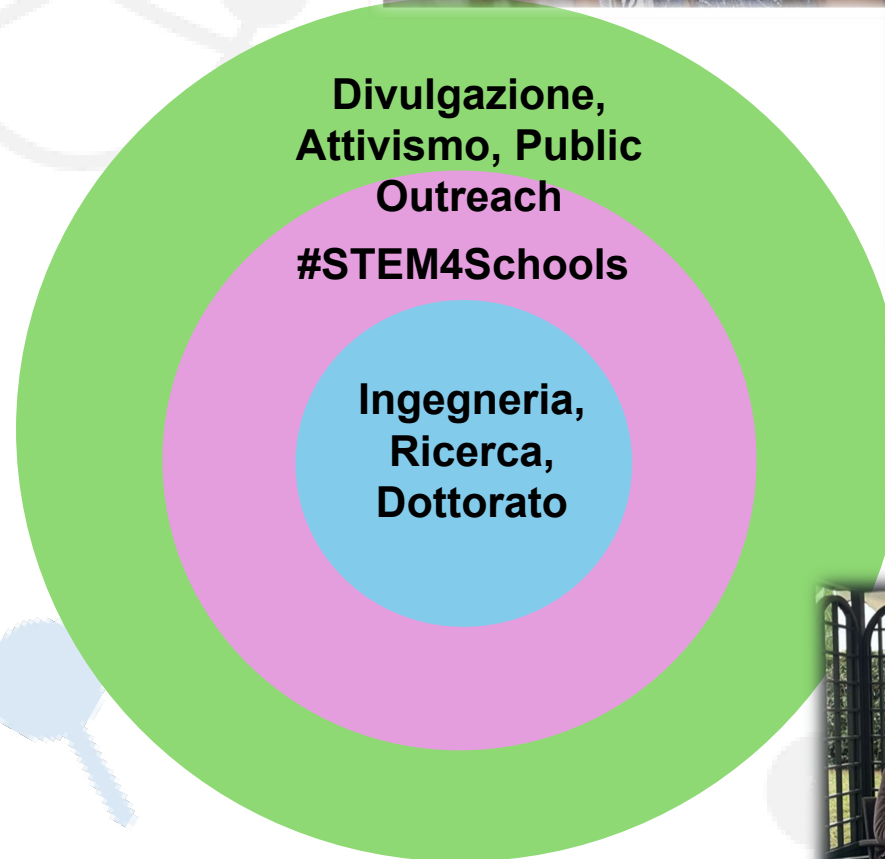 Divulgazione,
Attivismo, Public
Outreach
#STEM4Schools
Ingegneria,
Ricerca,
Dottorato